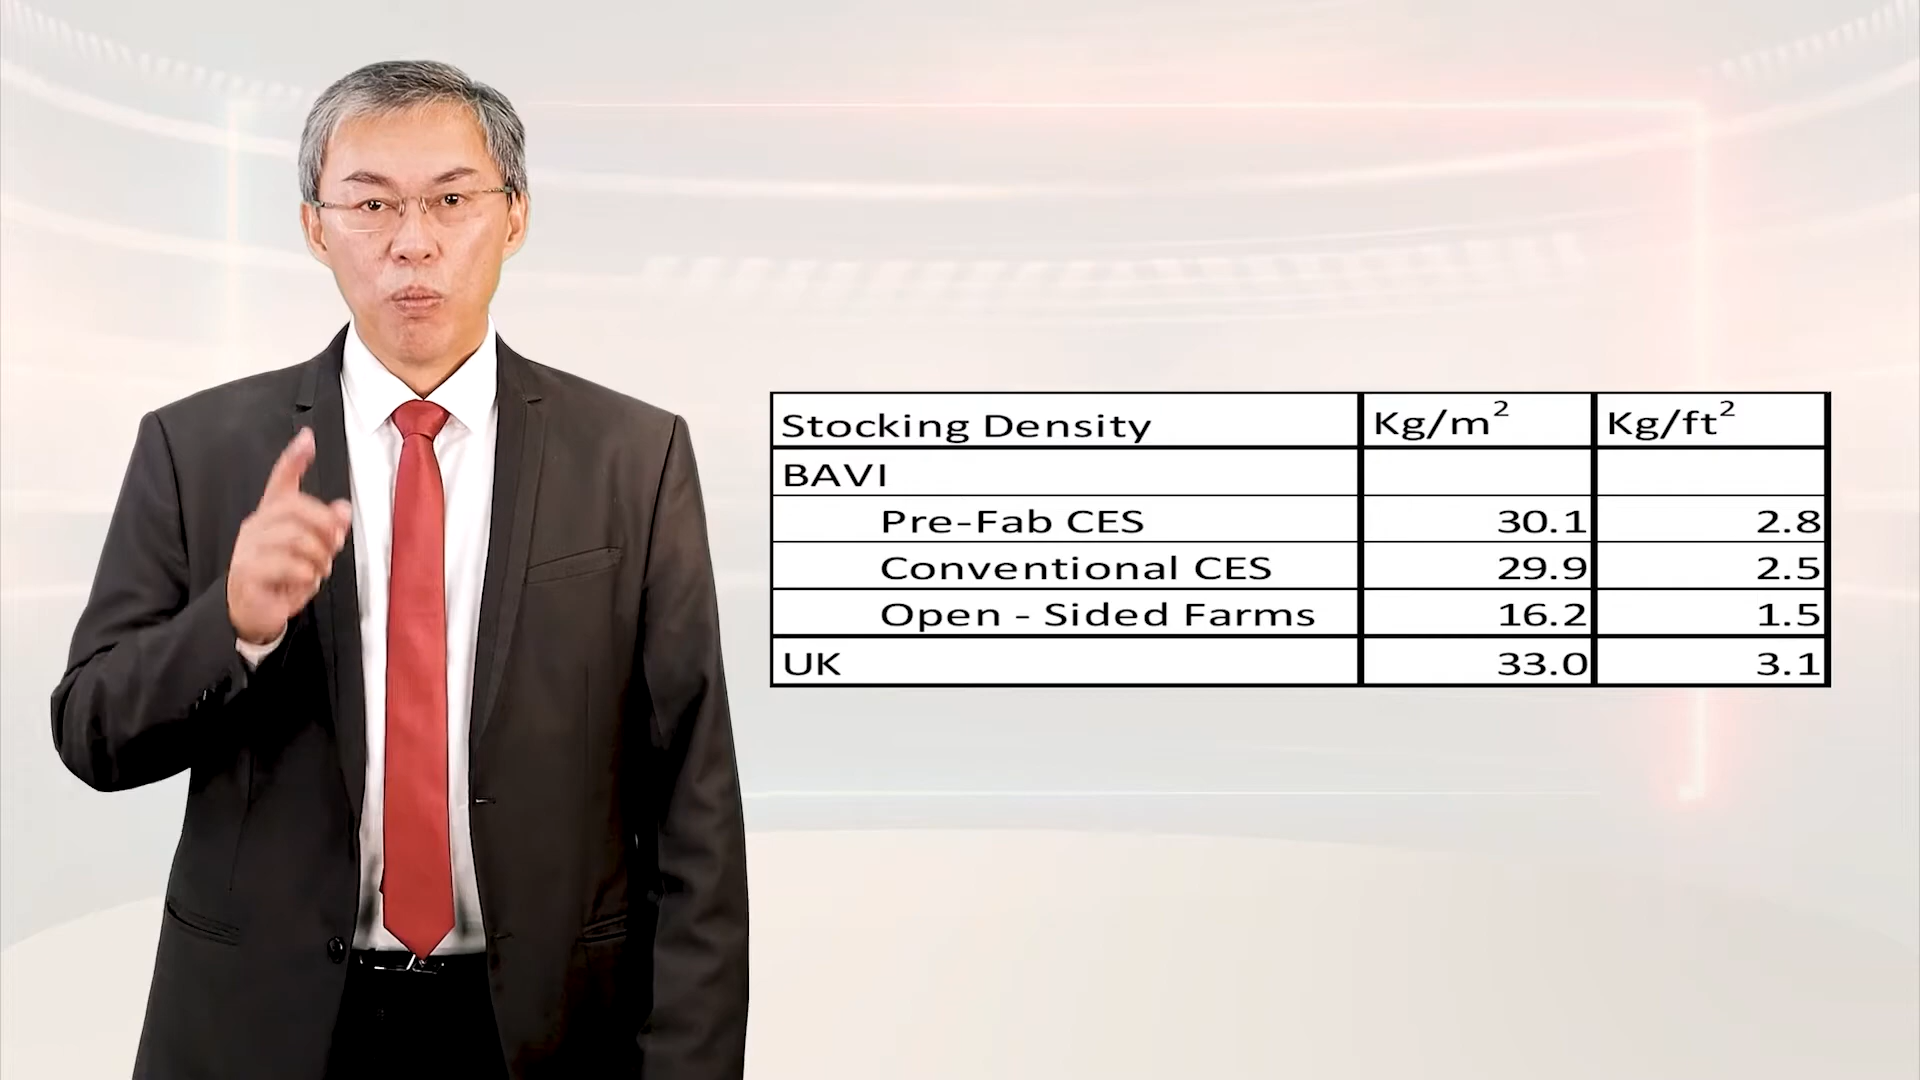 Stocking Density Kg/m² Kg/ft²
BAVI
Pre-Fab CES 30.1 2.8
Conventional CES 29.9 2.5
Open - Sided Farms 16.2 1.5
UK 33.0 3.1